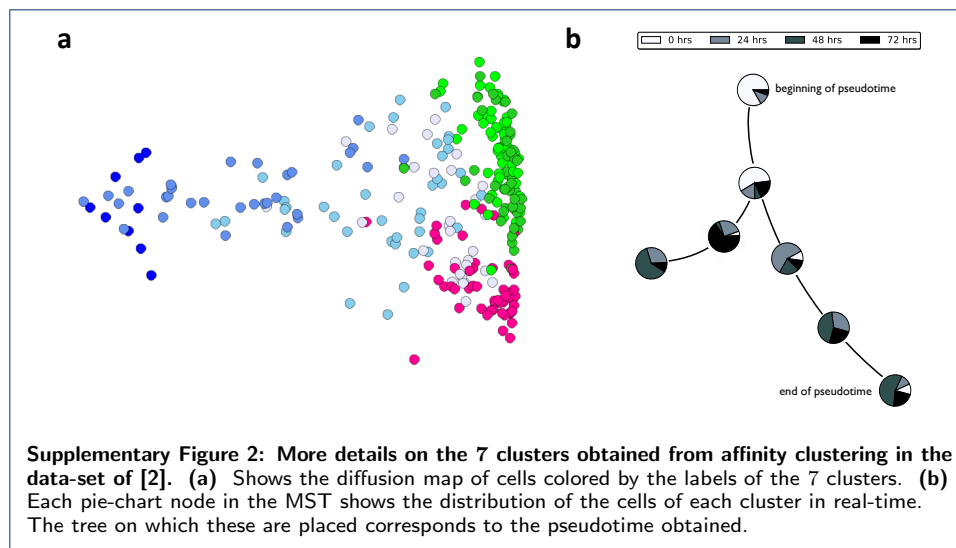 a
b
0 hrs 24 hrs 48 hrs 72 hrs
beginning of pseudotime
end of pseudotime
Supplementary Figure 2: More details on the 7 clusters obtained from affinity clustering in the
data-set of [2]. (a) Shows the diffusion map of cells colored by the labels of the 7 clusters. (b)
Each pie-chart node in the MST shows the distribution of the cells of each cluster in real-time.
The tree on which these are placed corresponds to the pseudotime obtained.